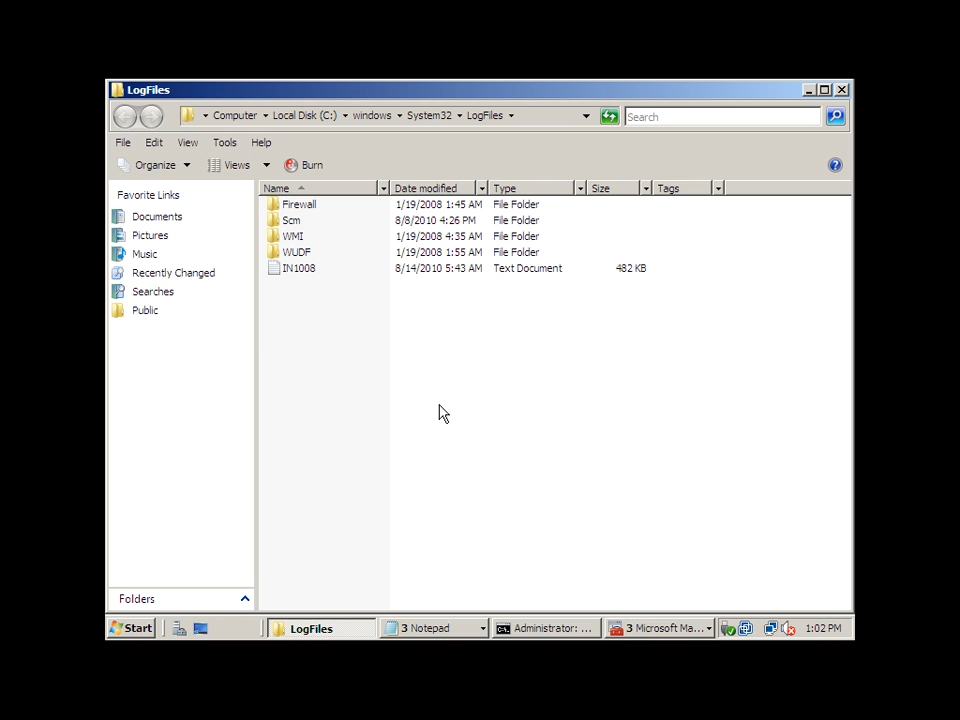 LogFiles
Computer Local Disk (C:) windows System32 LogFiles Search
File Edit View Tools Help
Organize Views Burn
Favorite Links
Documents
Pictures
Music
Recently Changed
Searches
Public
Folders
Name Date modified Type Size Tags
Firewall 1/19/2008 1:45 AM File Folder
Scm 8/8/2010 4:26 PM File Folder
WMI 1/19/2008 4:35 AM File Folder
WUDF 1/19/2008 1:55 AM File Folder
IN1008 8/14/2010 5:43 AM Text Document 482 KB
Start LogFiles 3 Notepad Administrator: ... 3 Microsoft Ma... 1:02 PM